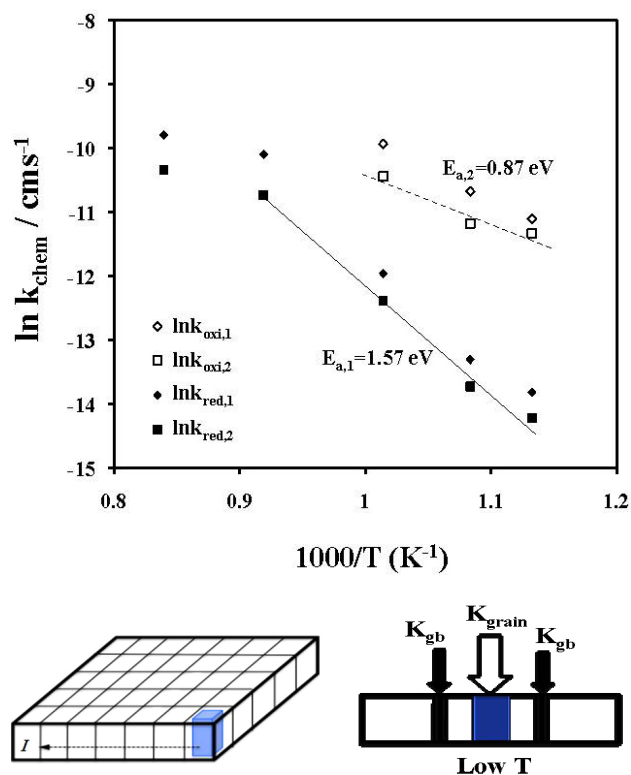 -8
-9
-10
-11
-12
-13
-14
-15
ln k_chem / cms⁻¹
E_a,2=0.87 eV
E_a,1=1.57 eV
lnk_oxi,1
lnk_oxi,2
lnk_red,1
lnk_red,2
0.8 0.9 1 1.1 1.2
1000/T (K⁻¹)
I
K_gb K_grain K_gb
Low T